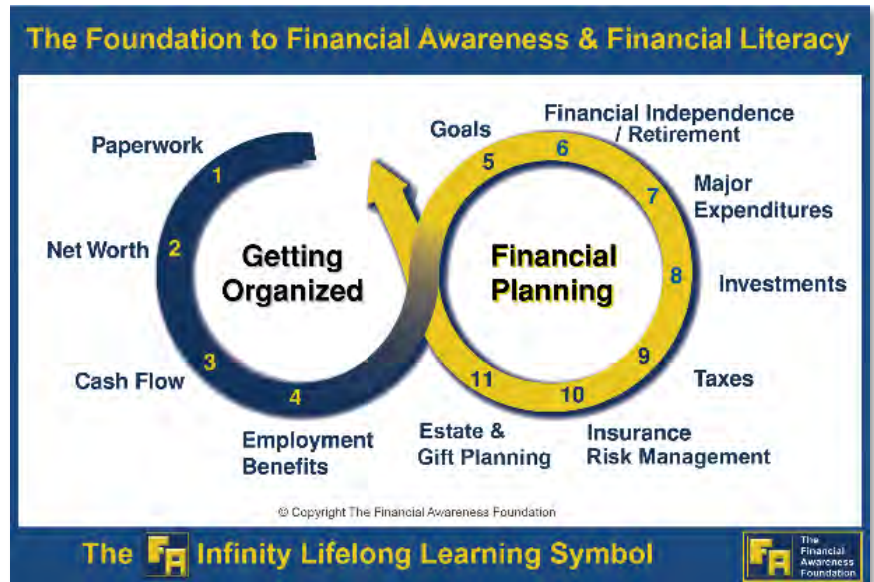 The Foundation to Financial Awareness & Financial Literacy
Paperwork
1
Net Worth
2
Cash Flow
3
4
Employment
Benefits
Getting
Organized
Goals
5
Financial Independence
/ Retirement
6
7
Major
Expenditures
8
Investments
9
Taxes
10
Insurance
Risk Management
11
Estate &
Gift Planning
Financial
Planning
© Copyright The Financial Awareness Foundation
The FA Infinity Lifelong Learning Symbol
FA
The
Financial
Awareness
Foundation